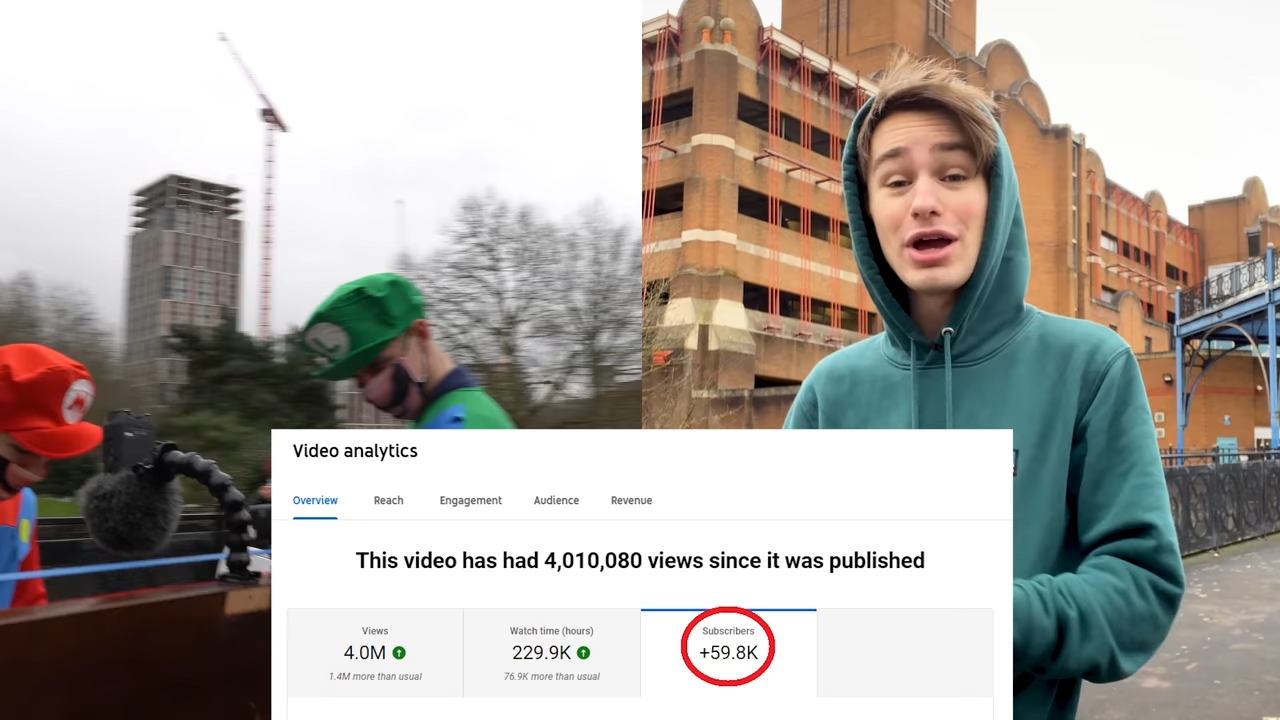 L
M
Video analytics
Overview Reach Engagement Audience Revenue
This video has had 4,010,080 views since it was published
Views Watch time (hours) Subscribers
4.0M 229.9K +59.8K
1.4M more than usual 76.9K more than usual